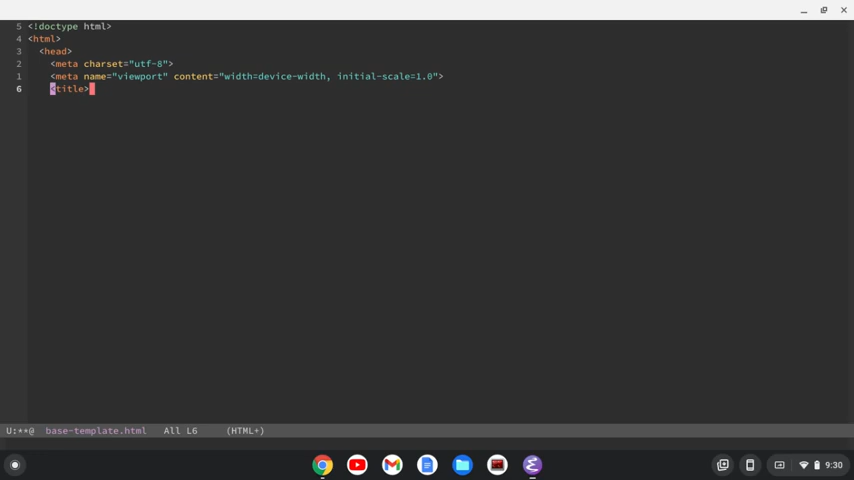 5 <!doctype html>
4 <html>
3 <head>
2 <meta charset="utf-8">
1 <meta name="viewport" content="width=device-width, initial-scale=1.0">
6 <title>
U:**@ base-template.html All L6 (HTML+)
9:30